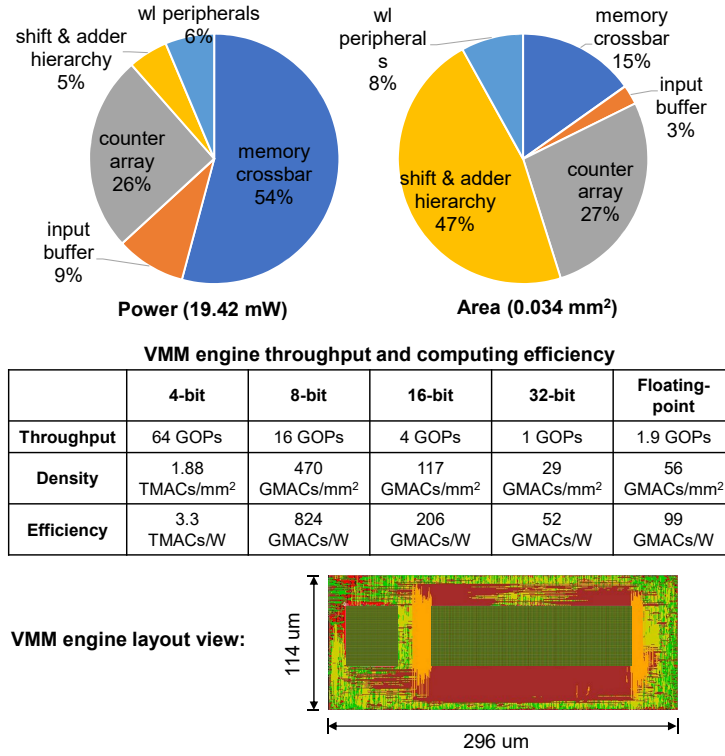 wl peripherals
6%
shift & adder
hierarchy
5%
counter
array
26%
memory
crossbar
54%
input
buffer
9%
Power (19.42 mW)
wl
peripheral
s
8%
memory
crossbar
15%
input
buffer
3%
shift & adder
hierarchy
47%
counter
array
27%
Area (0.034 mm²)
VMM engine throughput and computing efficiency
4-bit 8-bit 16-bit 32-bit Floating-
point
Throughput 64 GOPs 16 GOPs 4 GOPs 1 GOPs 1.9 GOPs
Density 1.88 470 117 29 56
TMACs/mm² GMACs/mm² GMACs/mm² GMACs/mm² GMACs/mm²
Efficiency 3.3 824 206 52 99
TMACs/W GMACs/W GMACs/W GMACs/W GMACs/W
VMM engine layout view:
114 um
296 um